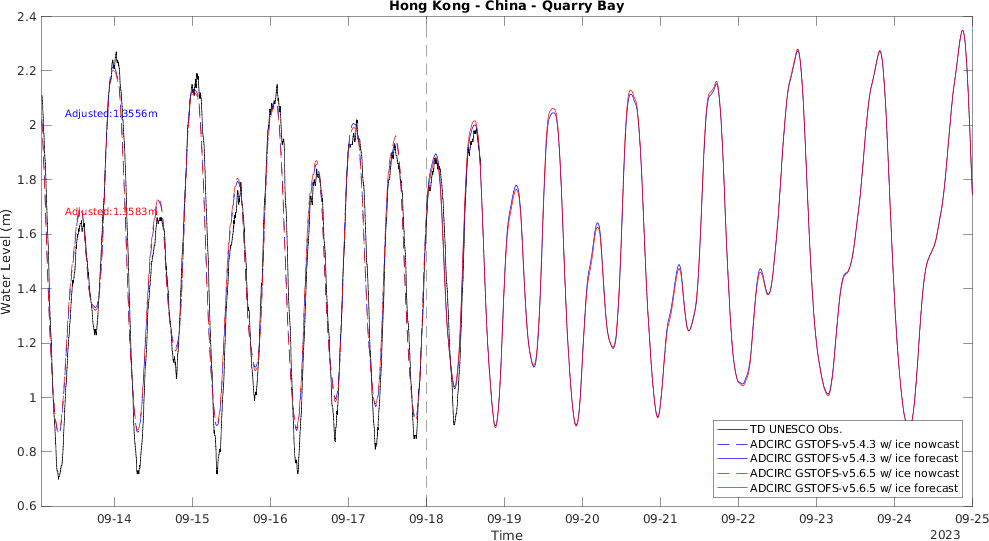 Hong Kong - China - Quarry Bay
Water Level (m)
2.4
2.2
2
1.8
1.6
1.4
1.2
1
0.8
0.6
Adjusted:1.3556m
Adjusted:1.3583m
TD UNESCO Obs.
ADCIRC GSTOFS-v5.4.3 w/ ice nowcast
ADCIRC GSTOFS-v5.4.3 w/ ice forecast
ADCIRC GSTOFS-v5.6.5 w/ ice nowcast
ADCIRC GSTOFS-v5.6.5 w/ ice forecast
09-14 09-15 09-16 09-17 09-18 09-19 09-20 09-21 09-22 09-23 09-24 09-25
Time
2023